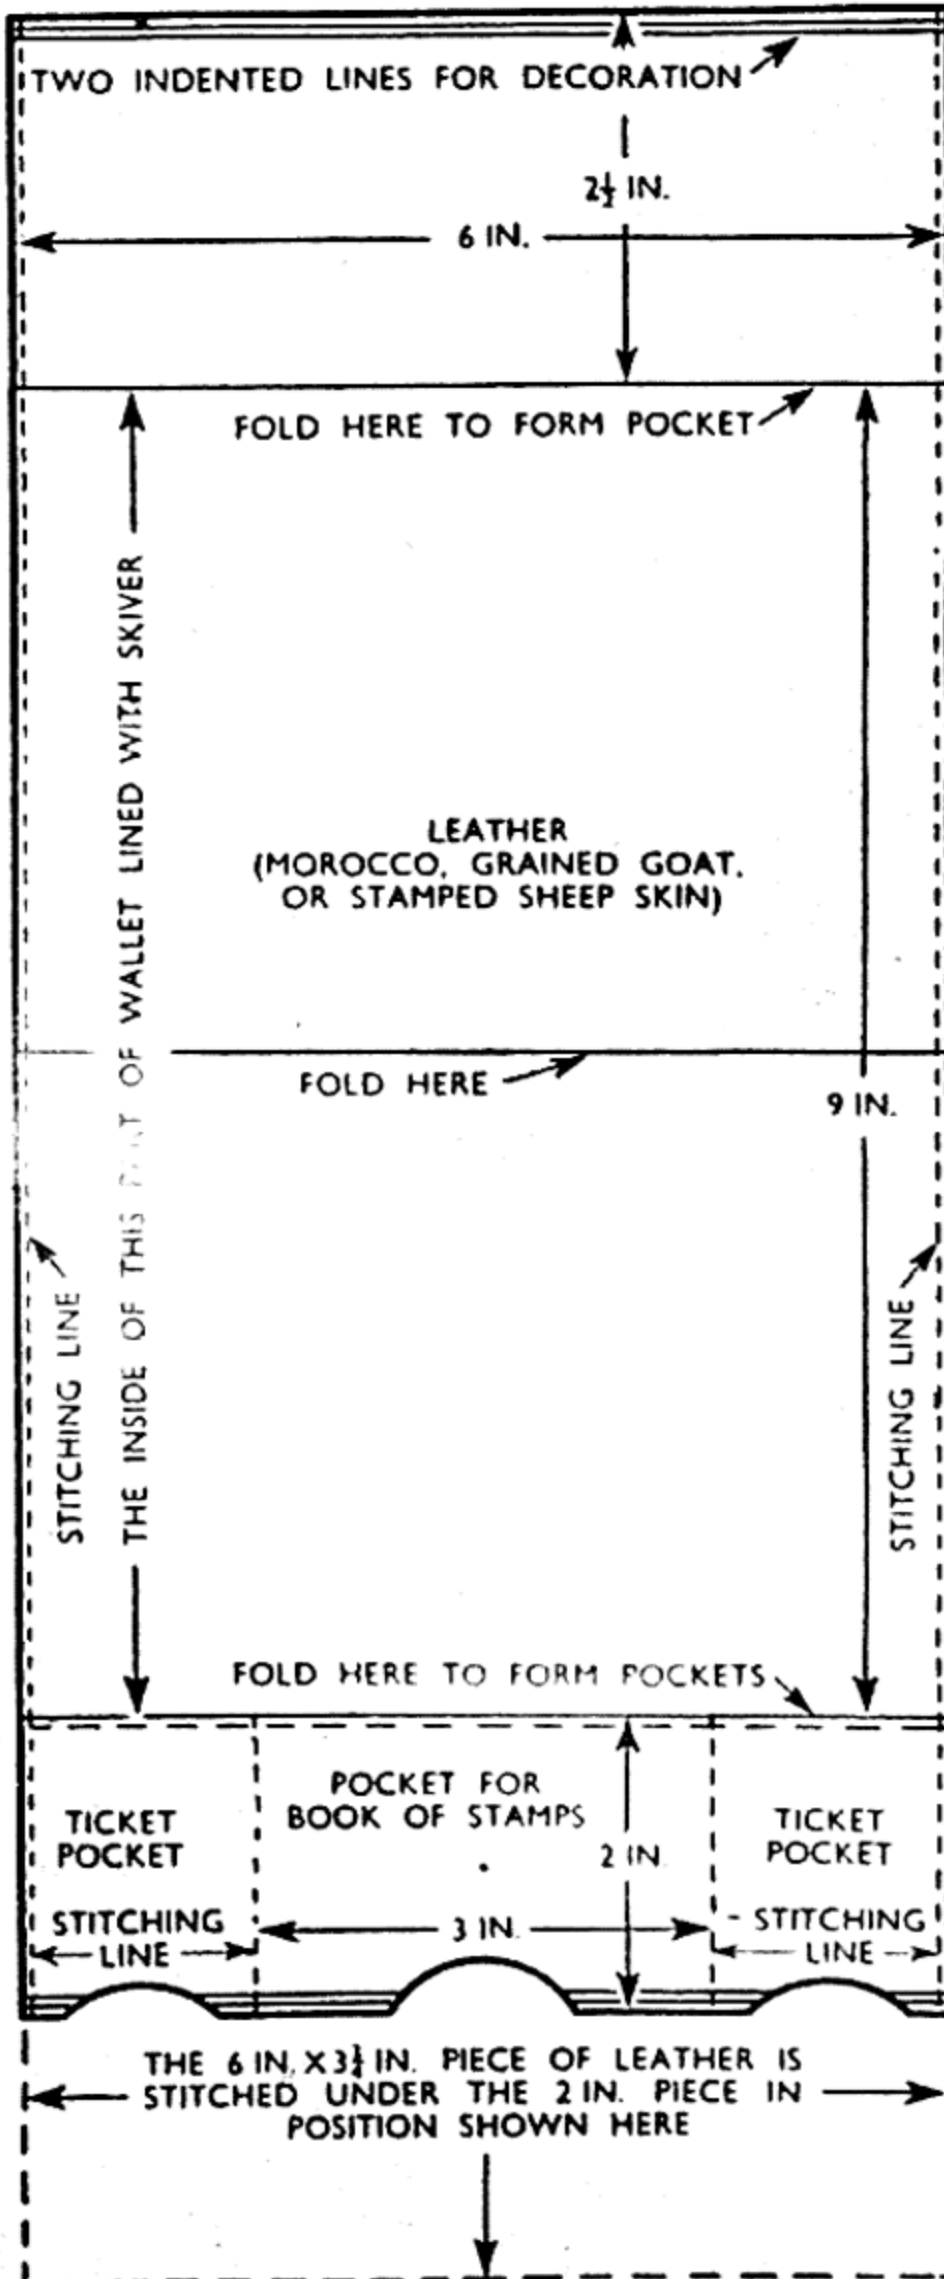 TWO INDENTED LINES FOR DECORATION
2½ IN.
6 IN.
FOLD HERE TO FORM POCKET
THE INSIDE OF THIS PART OF WALLET LINED WITH SKIVER
LEATHER
(MOROCCO, GRAINED GOAT,
OR STAMPED SHEEP SKIN)
FOLD HERE
9 IN.
STITCHING LINE
STITCHING LINE
FOLD HERE TO FORM POCKETS
POCKET FOR
BOOK OF STAMPS
TICKET
POCKET
2 IN
TICKET
POCKET
STITCHING
LINE
3 IN.
STITCHING
LINE
THE 6 IN. X 3½ IN. PIECE OF LEATHER IS
STITCHED UNDER THE 2 IN. PIECE IN
POSITION SHOWN HERE